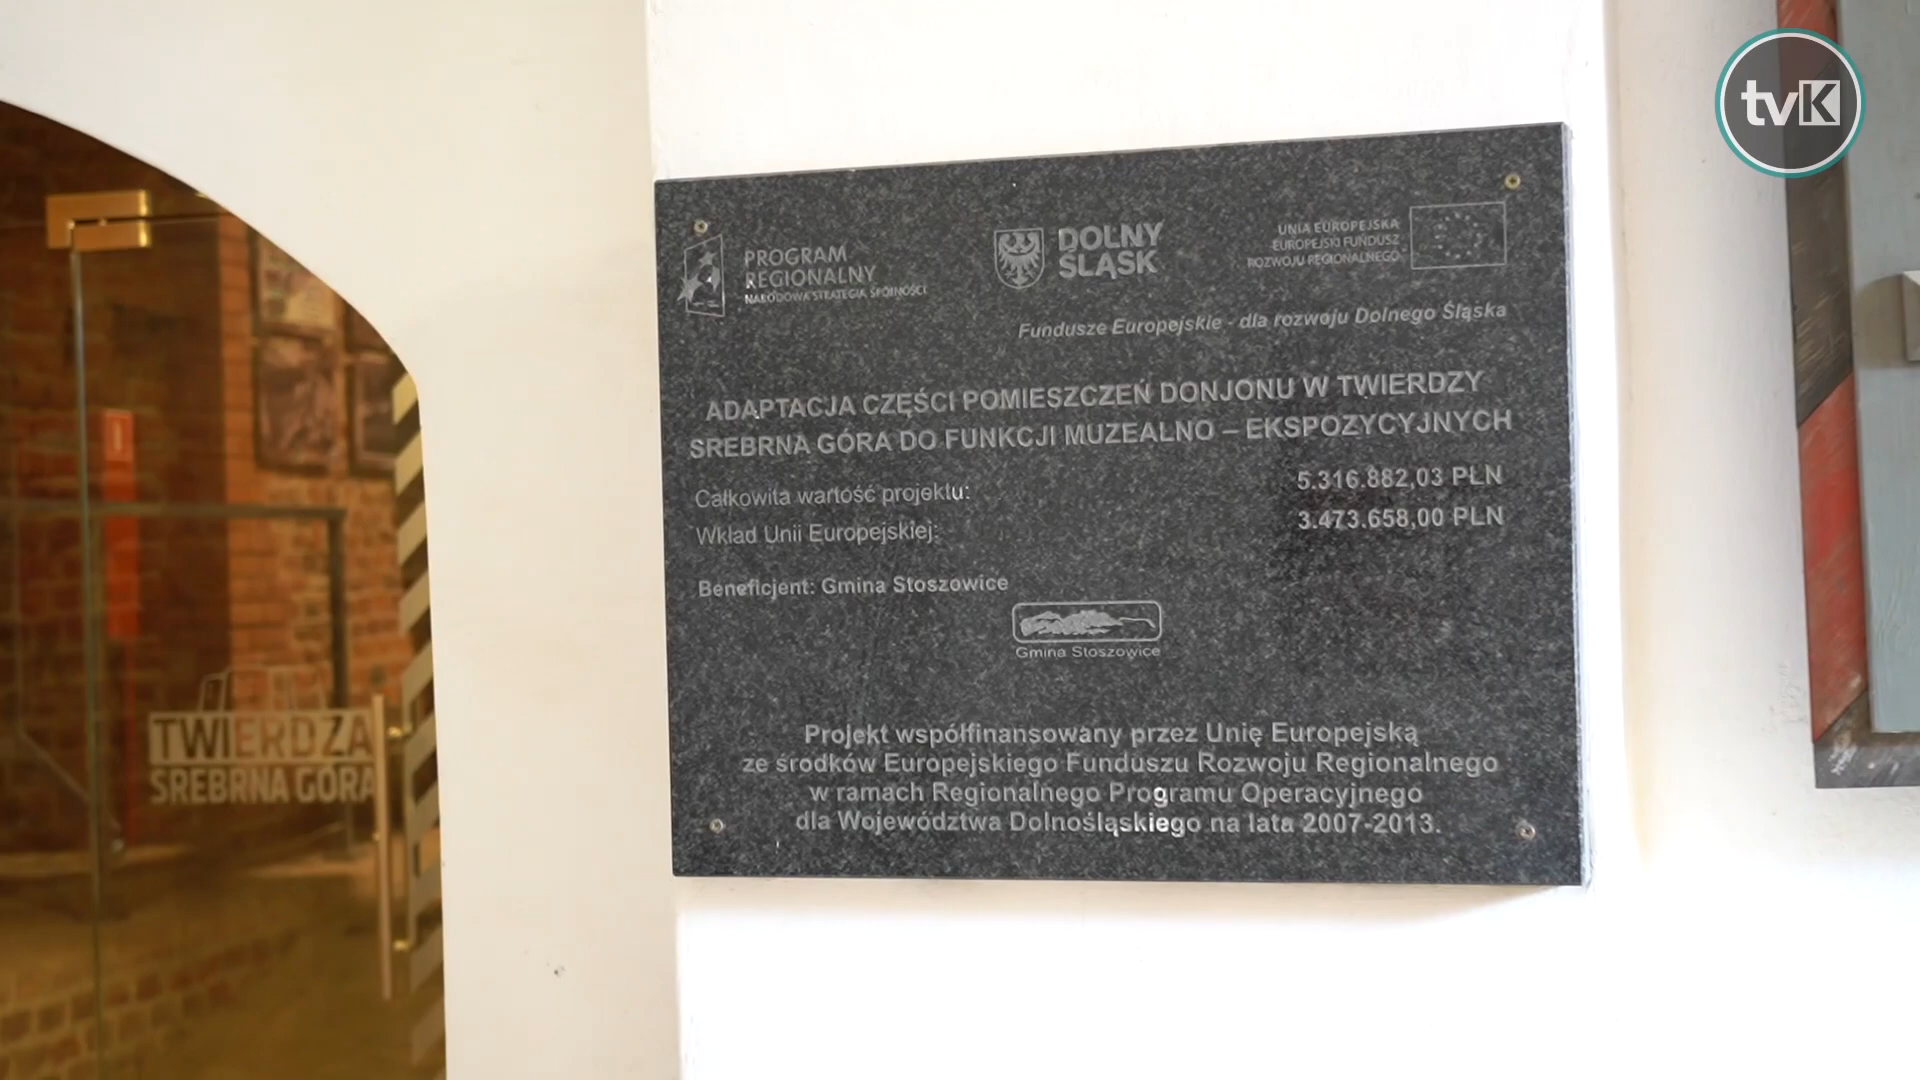 tvK
PROGRAM
REGIONALNY
NARODOWA STRATEGIA SPÓJNOŚCI
DOLNY
ŚLĄSK
UNIA EUROPEJSKA
EUROPEJSKI FUNDUSZ
ROZWOJU REGIONALNEGO
Fundusze Europejskie - dla rozwoju Dolnego Śląska
ADAPTACJA CZĘŚCI POMIESZCZEŃ DONJONU W TWIERDZY
SREBRNA GÓRA DO FUNKCJI MUZEALNO – EKSPOZYCYJNYCH
Całkowita wartość projektu: 5.316.882,03 PLN
Wkład Unii Europejskiej: 3.473.658,00 PLN
Beneficjent: Gmina Stoszowice
Gmina Stoszowice
Projekt współfinansowany przez Unię Europejską
ze środków Europejskiego Funduszu Rozwoju Regionalnego
w ramach Regionalnego Programu Operacyjnego
dla Województwa Dolnośląskiego na lata 2007-2013.
TWIERDZA
SREBRNA GÓRA